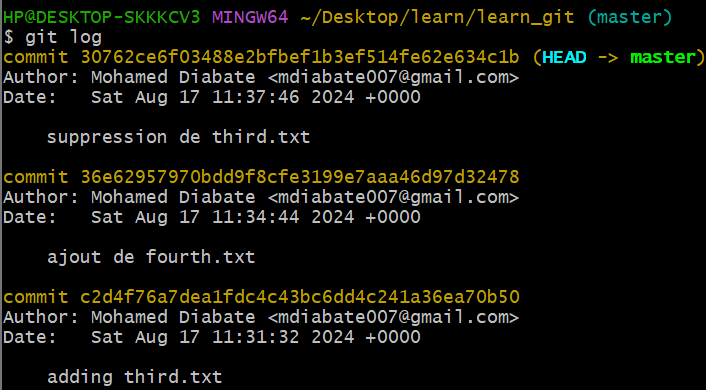 HP@DESKTOP-SKKKCV3 MINGW64 ~/Desktop/learn/learn_git (master)
$ git log
commit 30762ce6f03488e2bfbef1b3ef514fe62e634c1b (HEAD -> master)
Author: Mohamed Diabate <mdiabate007@gmail.com>
Date:   Sat Aug 17 11:37:46 2024 +0000
    suppression de third.txt
commit 36e62957970bdd9f8cfe3199e7aaa46d97d32478
Author: Mohamed Diabate <mdiabate007@gmail.com>
Date:   Sat Aug 17 11:34:44 2024 +0000
    ajout de fourth.txt
commit c2d4f76a7dea1fdc4c43bc6dd4c241a36ea70b50
Author: Mohamed Diabate <mdiabate007@gmail.com>
Date:   Sat Aug 17 11:31:32 2024 +0000
    adding third.txt